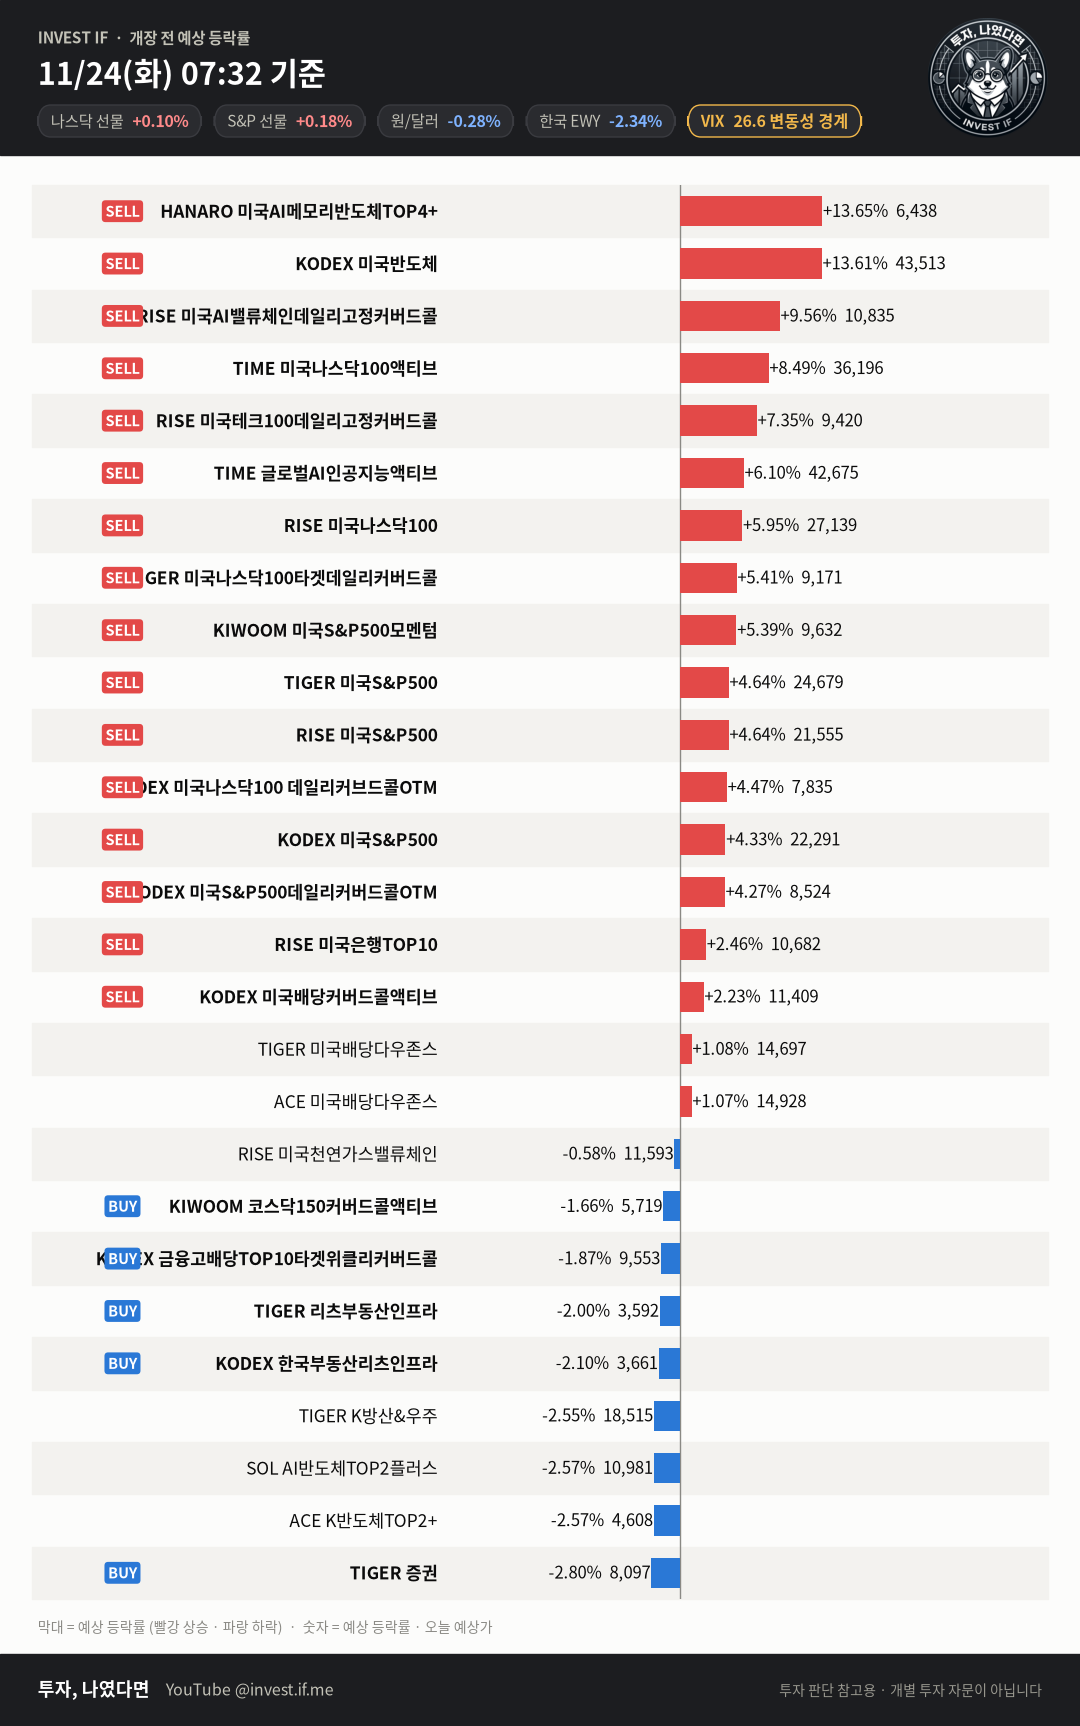 INVEST IF · 개장 전 예상 등락률
11/24(화) 07:32 기준
나스닥 선물 +0.10% S&P 선물 +0.18% 원/달러 -0.28% 한국 EWY -2.34% VIX 26.6 변동성 경계
투자, 나였다면
INVEST IF
SELL HANARO 미국AI메모리반도체TOP4+ +13.65% 6,438
SELL KODEX 미국반도체 +13.61% 43,513
SELL RISE 미국AI밸류체인데일리고정커버드콜 +9.56% 10,835
SELL TIME 미국나스닥100액티브 +8.49% 36,196
SELL RISE 미국테크100데일리고정커버드콜 +7.35% 9,420
SELL TIME 글로벌AI인공지능액티브 +6.10% 42,675
SELL RISE 미국나스닥100 +5.95% 27,139
SELL GER 미국나스닥100타겟데일리커버드콜 +5.41% 9,171
SELL KIWOOM 미국S&P500모멘텀 +5.39% 9,632
SELL TIGER 미국S&P500 +4.64% 24,679
SELL RISE 미국S&P500 +4.64% 21,555
SELL DEX 미국나스닥100 데일리커브드콜OTM +4.47% 7,835
SELL KODEX 미국S&P500 +4.33% 22,291
SELL ODEX 미국S&P500데일리커버드콜OTM +4.27% 8,524
SELL RISE 미국은행TOP10 +2.46% 10,682
SELL KODEX 미국배당커버드콜액티브 +2.23% 11,409
TIGER 미국배당다우존스 +1.08% 14,697
ACE 미국배당다우존스 +1.07% 14,928
RISE 미국천연가스밸류체인 -0.58% 11,593
BUY KIWOOM 코스닥150커버드콜액티브 -1.66% 5,719
BUY K X 금융고배당TOP10타겟위클리커버드콜 -1.87% 9,553
BUY TIGER 리츠부동산인프라 -2.00% 3,592
BUY KODEX 한국부동산리츠인프라 -2.10% 3,661
TIGER K방산&우주 -2.55% 18,515
SOL AI반도체TOP2플러스 -2.57% 10,981
ACE K반도체TOP2+ -2.57% 4,608
BUY TIGER 증권 -2.80% 8,097
막대 = 예상 등락률 (빨강 상승 · 파랑 하락) · 숫자 = 예상 등락률 · 오늘 예상가
투자, 나였다면 YouTube @invest.if.me 투자 판단 참고용 · 개별 투자 자문이 아닙니다